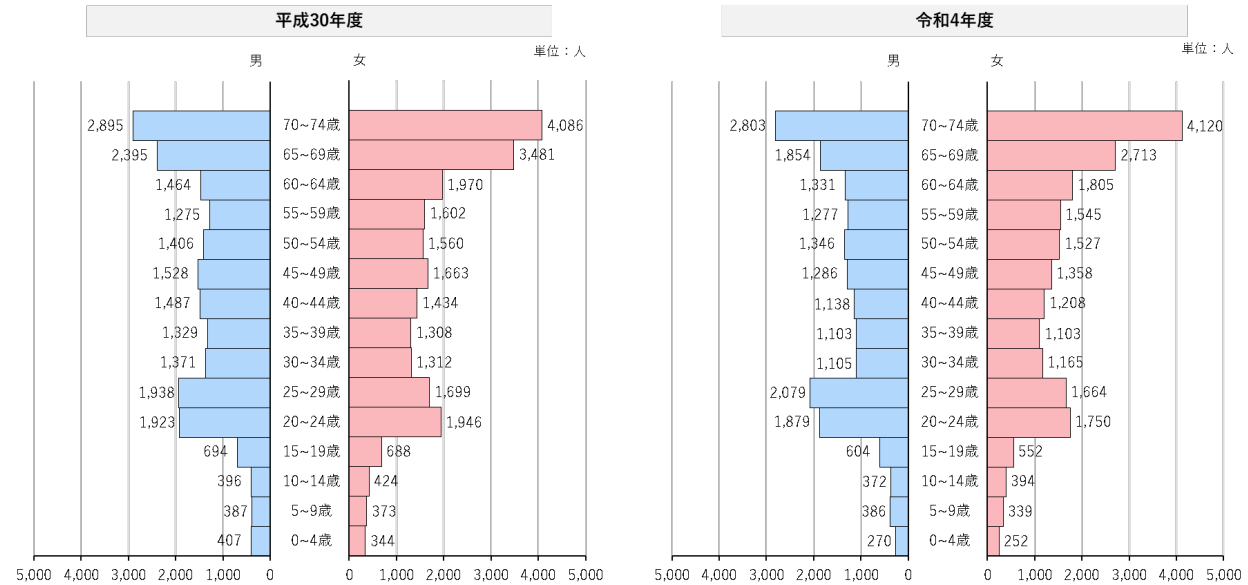 平成30年度
単位：人
男 女
2,895 70~74歳 4,086
2,395 65~69歳 3,481
1,464 60~64歳 1,970
1,275 55~59歳 1,602
1,406 50~54歳 1,560
1,528 45~49歳 1,663
1,487 40~44歳 1,434
1,329 35~39歳 1,308
1,371 30~34歳 1,312
1,938 25~29歳 1,699
1,923 20~24歳 1,946
694 15~19歳 688
396 10~14歳 424
387 5~9歳 373
407 0~4歳 344
5,000 4,000 3,000 2,000 1,000 0 0 1,000 2,000 3,000 4,000 5,000
令和4年度
単位：人
男 女
2,803 70~74歳 4,120
1,854 65~69歳 2,713
1,331 60~64歳 1,805
1,277 55~59歳 1,545
1,346 50~54歳 1,527
1,286 45~49歳 1,358
1,138 40~44歳 1,208
1,103 35~39歳 1,103
1,105 30~34歳 1,165
2,079 25~29歳 1,664
1,879 20~24歳 1,750
604 15~19歳 552
372 10~14歳 394
386 5~9歳 339
270 0~4歳 252
5,000 4,000 3,000 2,000 1,000 0 0 1,000 2,000 3,000 4,000 5,000